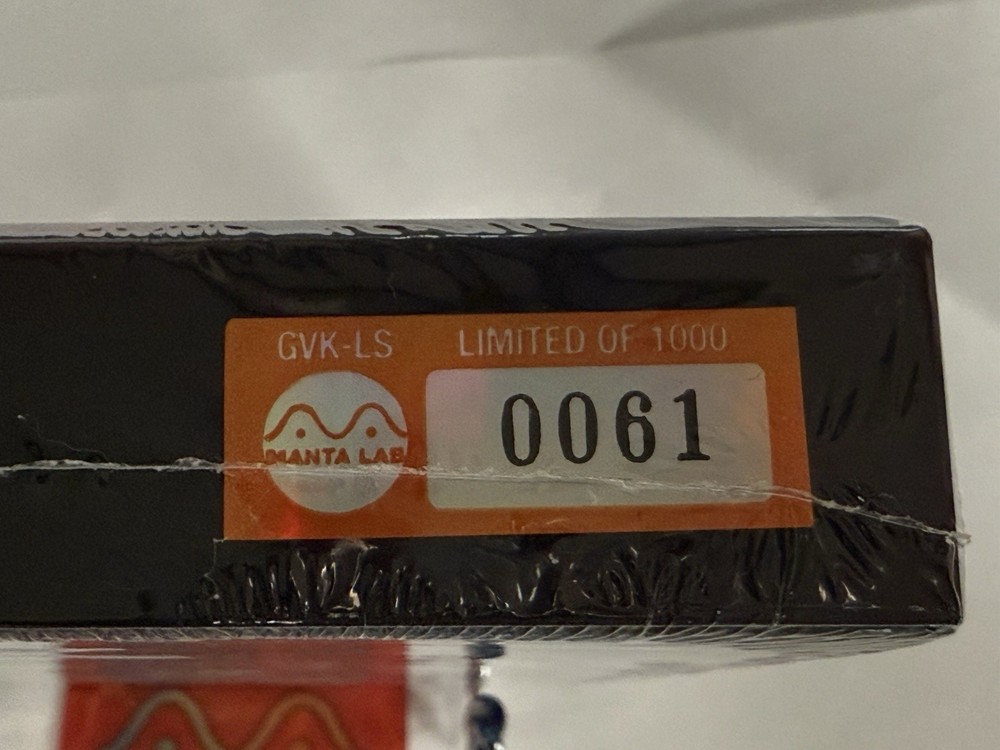 GVK-LS
LIMITED OF 1000
MANTA LAB
0061